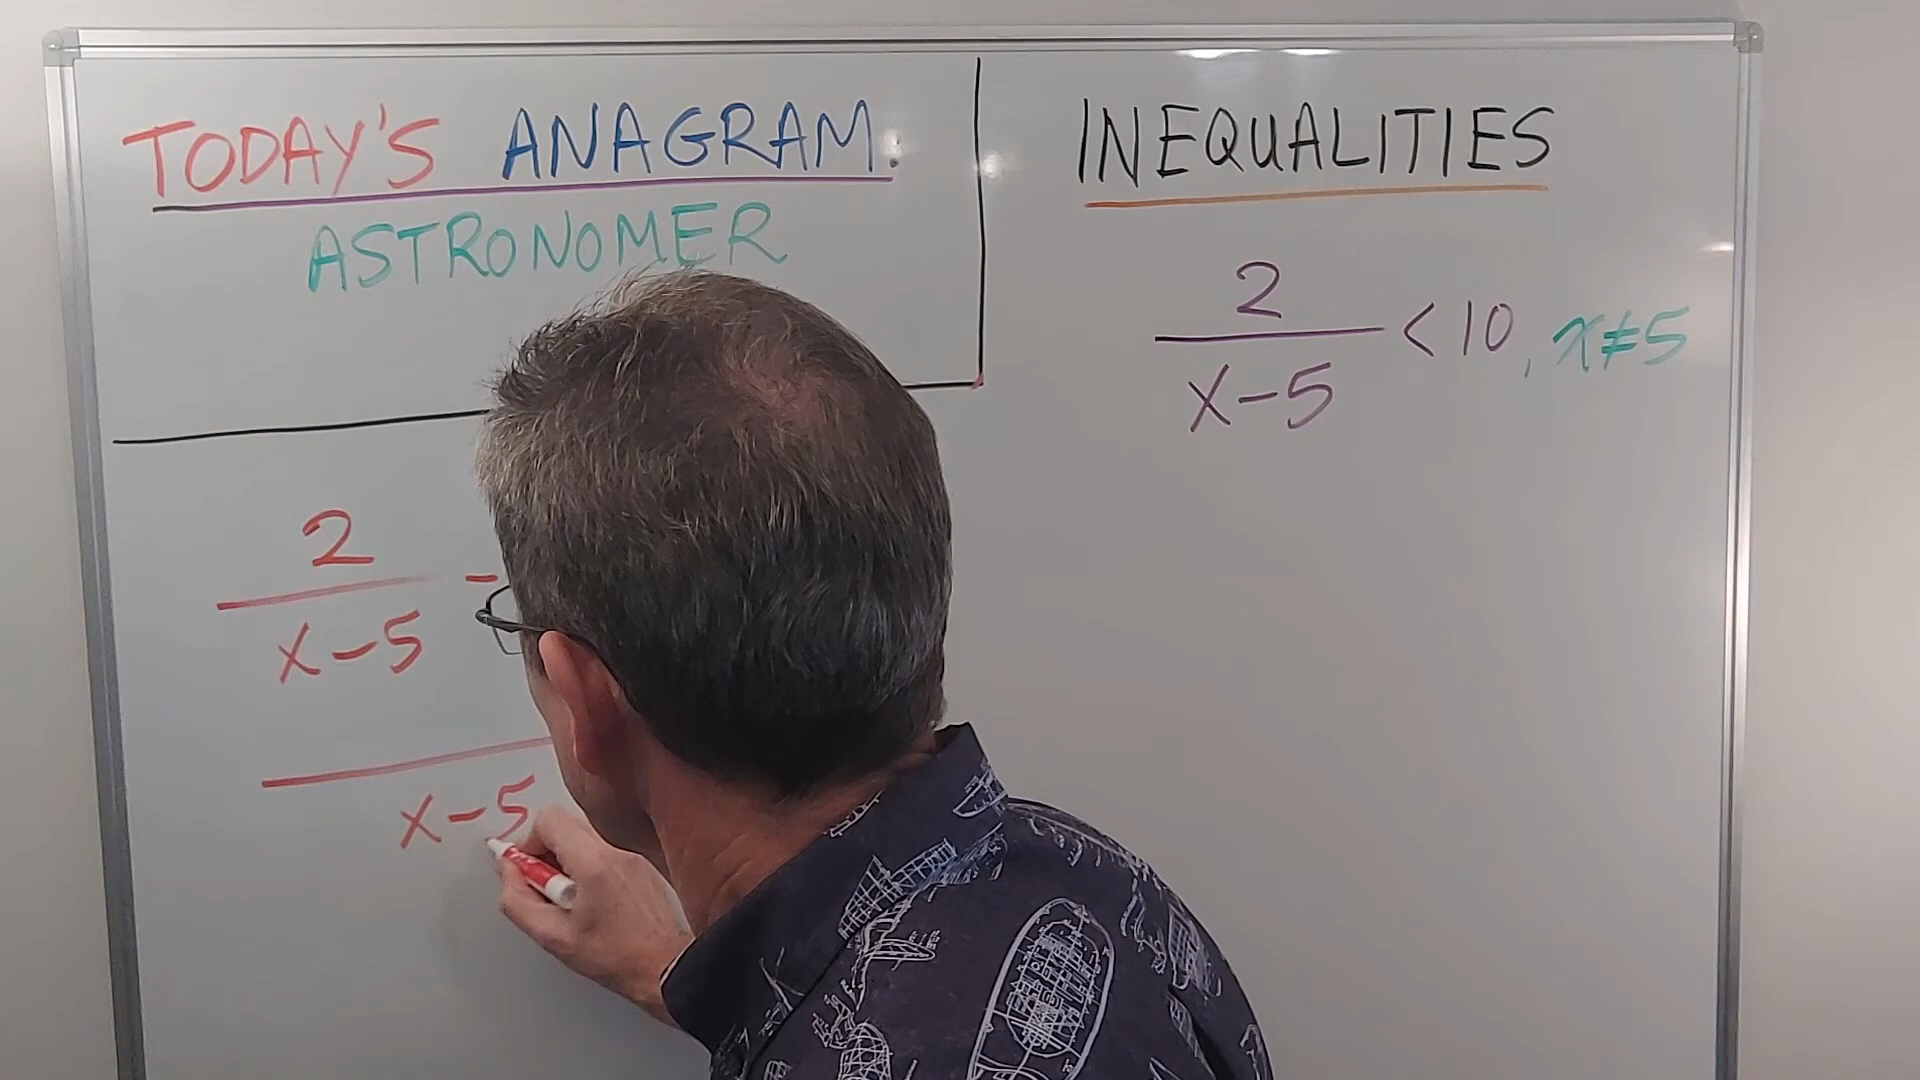 TODAY'S ANAGRAM:
ASTRONOMER
INEQUALITIES
2
x-5 < 10, x≠5
2 -
x-5
x-5